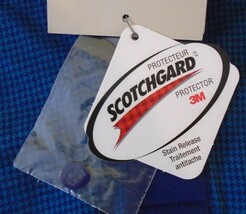 PROTECTEUR
SCOTCHGARD
PROTECTOR
3M
Stain Release
Traitement
antitache